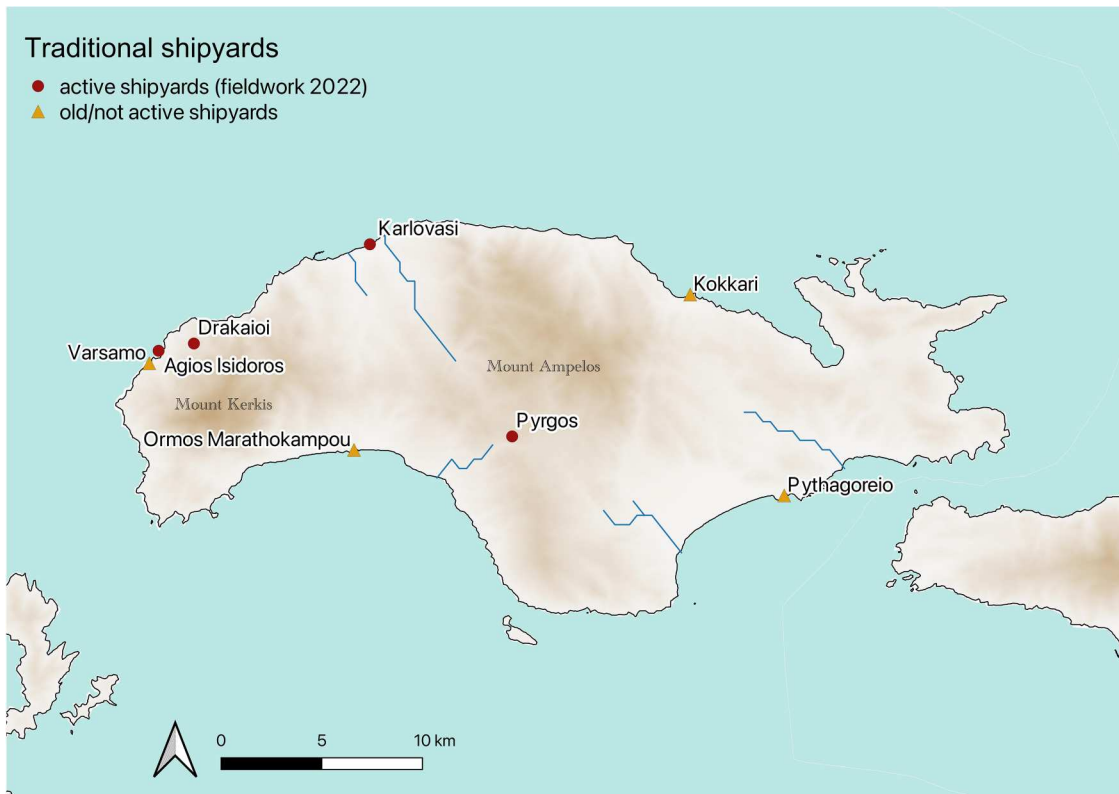 Traditional shipyards
active shipyards (fieldwork 2022)
old/not active shipyards
Karlovasi
Kokkari
Drakaioi
Varsamo
Agios Isidoros
Mount Ampelos
Mount Kerkis
Pyrgos
Ormos Marathokampou
Pythagoreio
0 5 10 km